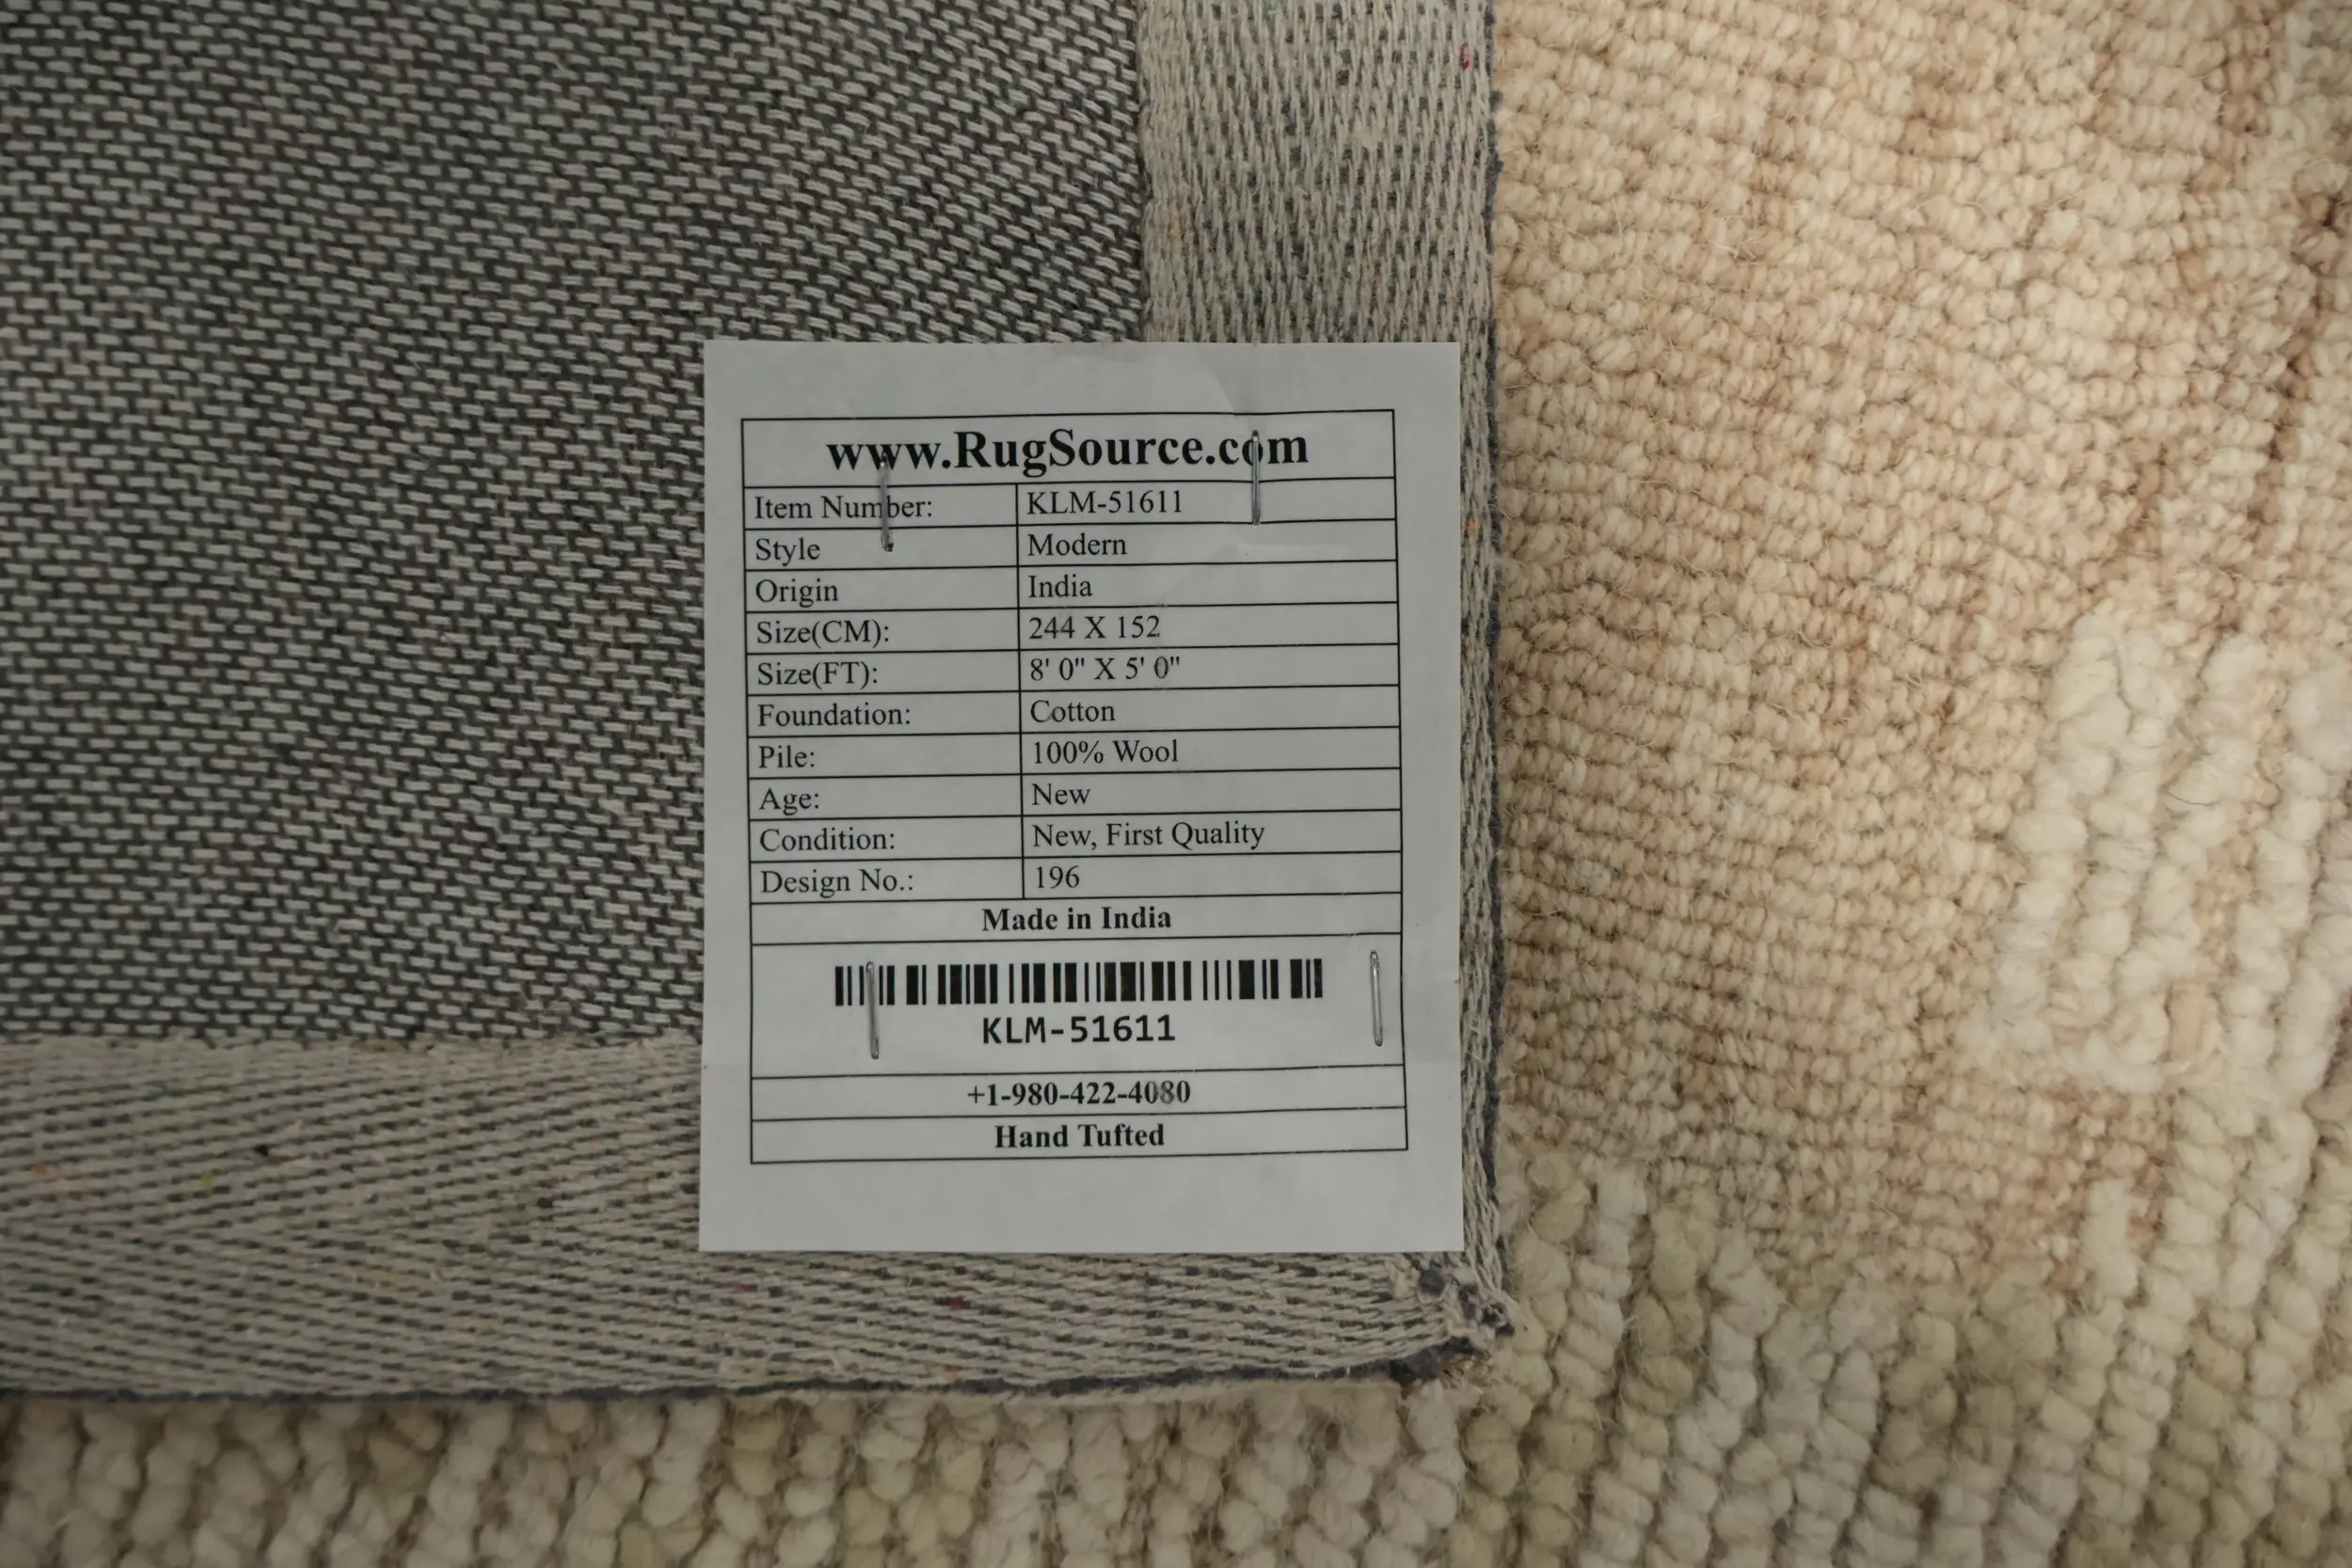 www.RugSource.com
Item Number: KLM-51611
Style Modern
Origin India
Size(CM): 244 X 152
Size(FT): 8' 0" X 5' 0"
Foundation: Cotton
Pile: 100% Wool
Age: New
Condition: New, First Quality
Design No.: 196
Made in India
KLM-51611
+1-980-422-4080
Hand Tufted